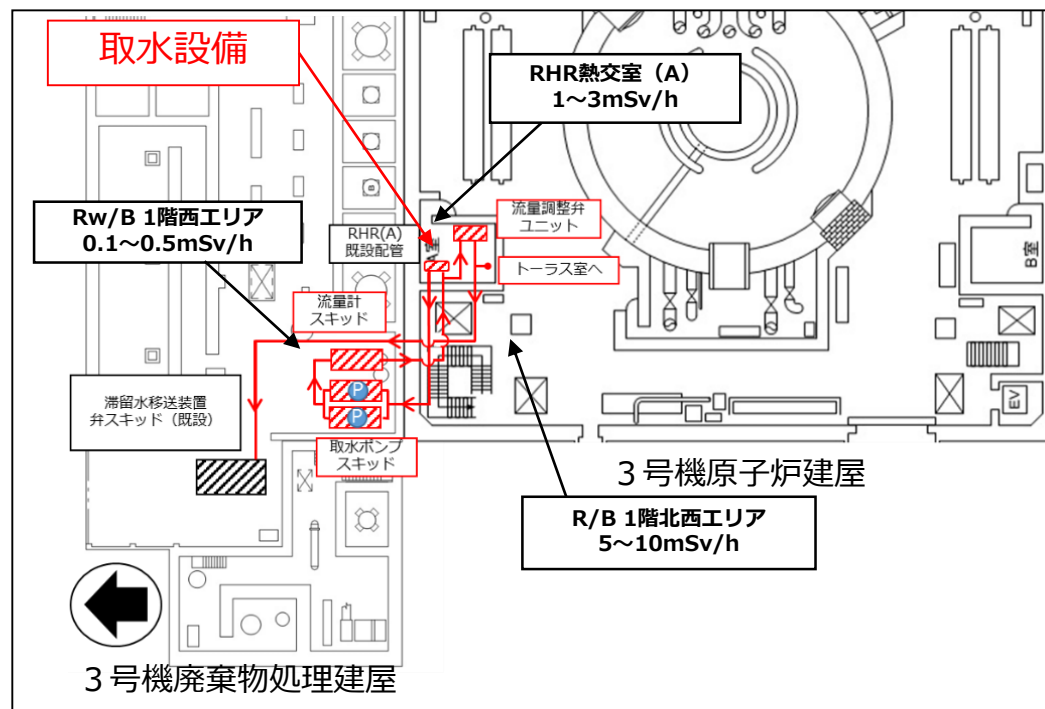 取水設備
RHR熱交室（A）
1～3mSv/h
Rw/B 1階西エリア
0.1～0.5mSv/h
RHR(A)
既設配管
A室
流量調整弁
ユニット
トーラス室へ
B室
B
流量計
スキッド
滞留水移送装置
弁スキッド（既設）
P
P
取水ポンプ
スキッド
EV
３号機原子炉建屋
R/B 1階北西エリア
5～10mSv/h
３号機廃棄物処理建屋